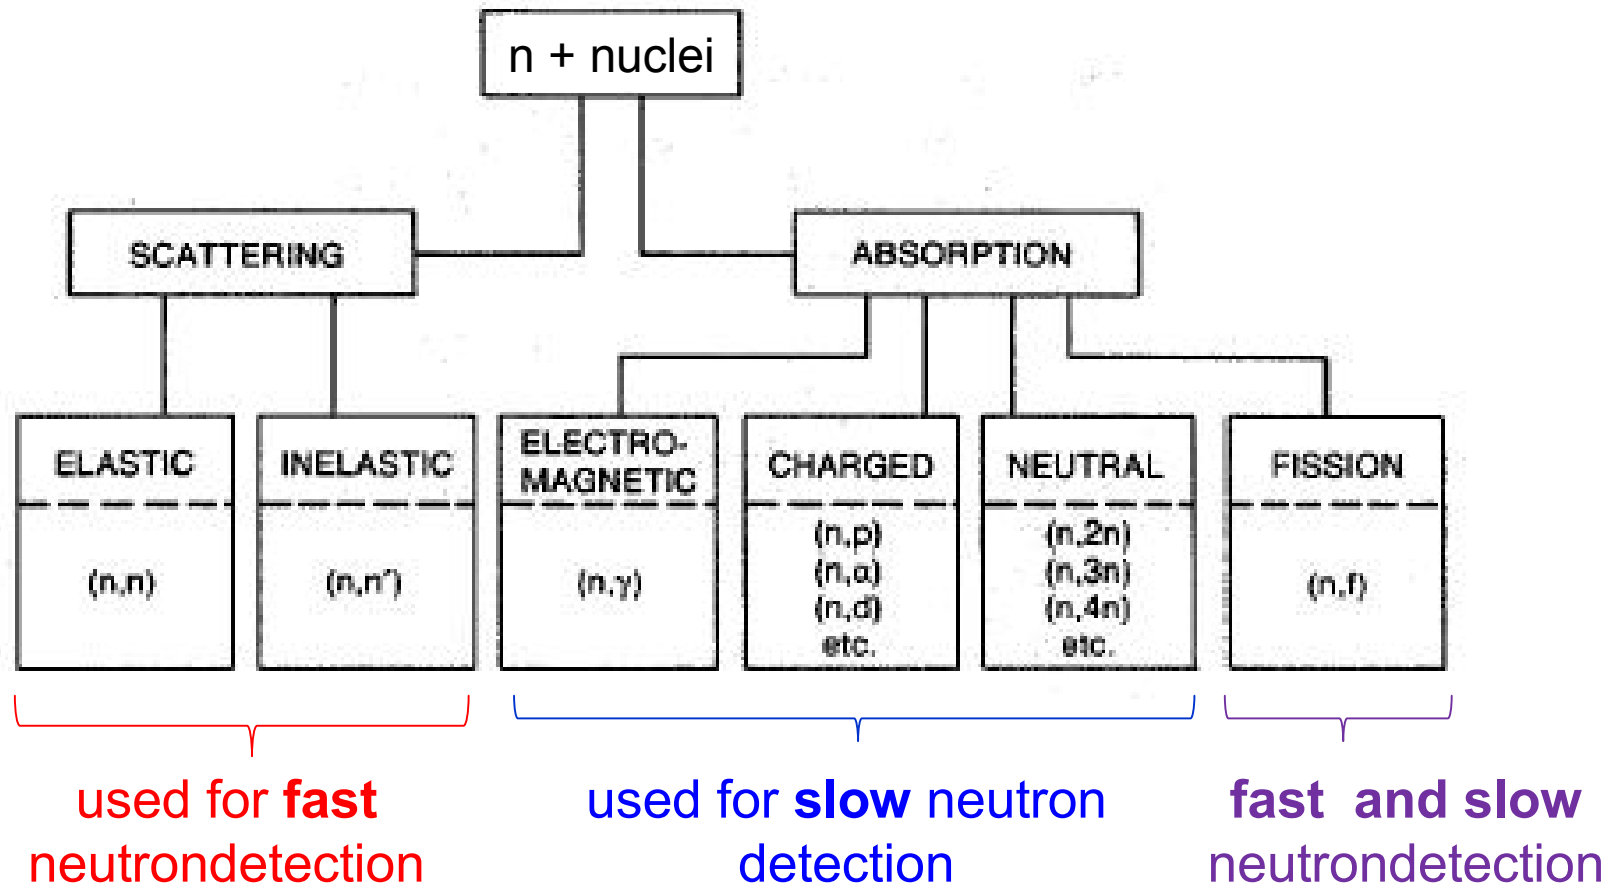 n + nuclei
SCATTERING
ABSORPTION
ELASTIC
(n,n)
INELASTIC
(n,n′)
ELECTRO-
MAGNETIC
(n,γ)
CHARGED
(n,p)
(n,α)
(n,d)
etc.
NEUTRAL
(n,2n)
(n,3n)
(n,4n)
etc.
FISSION
(n,f)
used for fast
neutrondetection
used for slow neutron
detection
fast and slow
neutrondetection